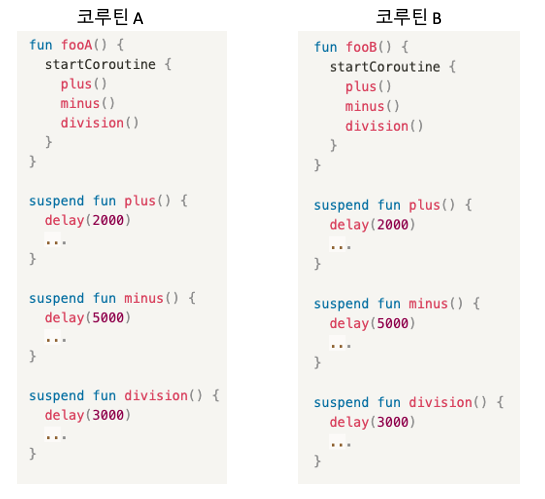 코루틴 A
fun fooA() {
  startCoroutine {
    plus()
    minus()
    division()
  }
}
suspend fun plus() {
  delay(2000)
  ...
}
suspend fun minus() {
  delay(5000)
  ...
}
suspend fun division() {
  delay(3000)
  ...
}
코루틴 B
fun fooB() {
  startCoroutine {
    plus()
    minus()
    division()
  }
}
suspend fun plus() {
  delay(2000)
  ...
}
suspend fun minus() {
  delay(5000)
  ...
}
suspend fun division() {
  delay(3000)
  ...
}